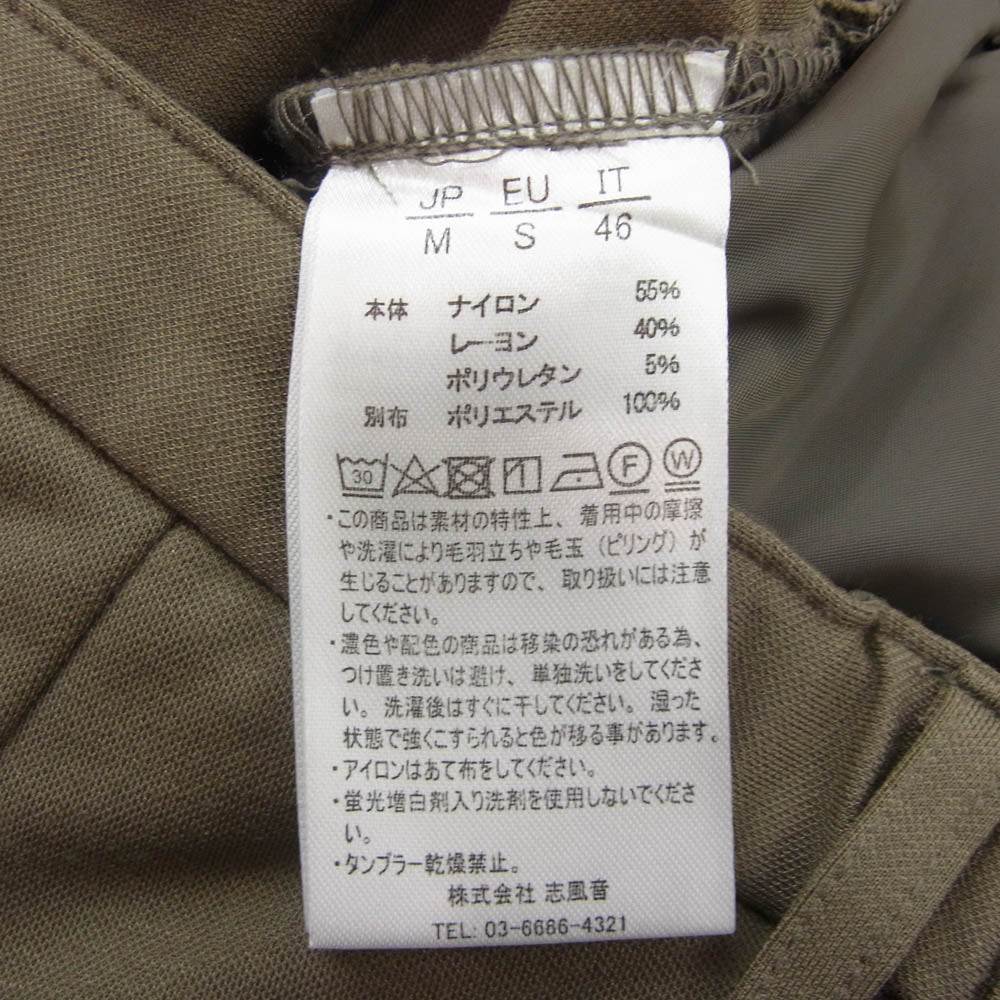 JP EU IT
M S 46
本体 ナイロン 55%
レーヨン 40%
ポリウレタン 5%
別布 ポリエステル 100%
30 F W
・この商品は素材の特性上、着用中の摩擦
や洗濯により毛羽立ちや毛玉（ピリング）が
生じることがありますので、取り扱いには注意
してください。
・濃色や配色の商品は移染の恐れがある為、
つけ置き洗いは避け、単独洗いをしてくださ
い。洗濯後はすぐに干してください。湿った
状態で強くこすられると色が移る事があります。
・アイロンはあて布をしてください。
・蛍光増白剤入り洗剤を使用しないでくださ
い。
・タンブラー乾燥禁止。
株式会社 志風音
TEL: 03-6686-4321